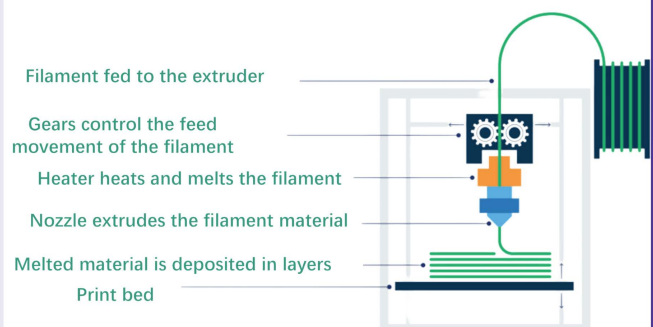 Filament fed to the extruder
Gears control the feed
movement of the filament
Heater heats and melts the filament
Nozzle extrudes the filament material
Melted material is deposited in layers
Print bed